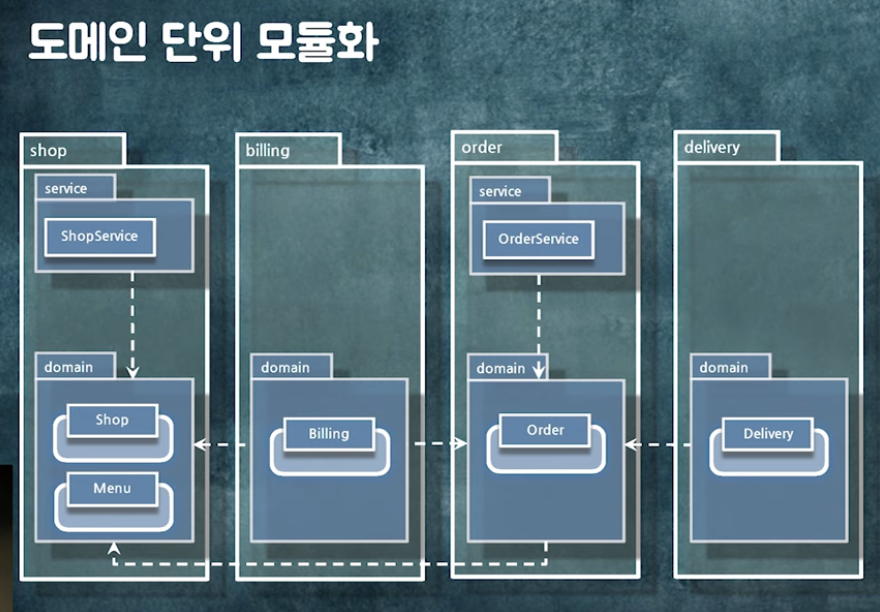 도메인 단위 모듈화
shop
billing
order
delivery
service
ShopService
service
OrderService
domain
domain
domain
domain
Shop
Menu
Billing
Order
Delivery